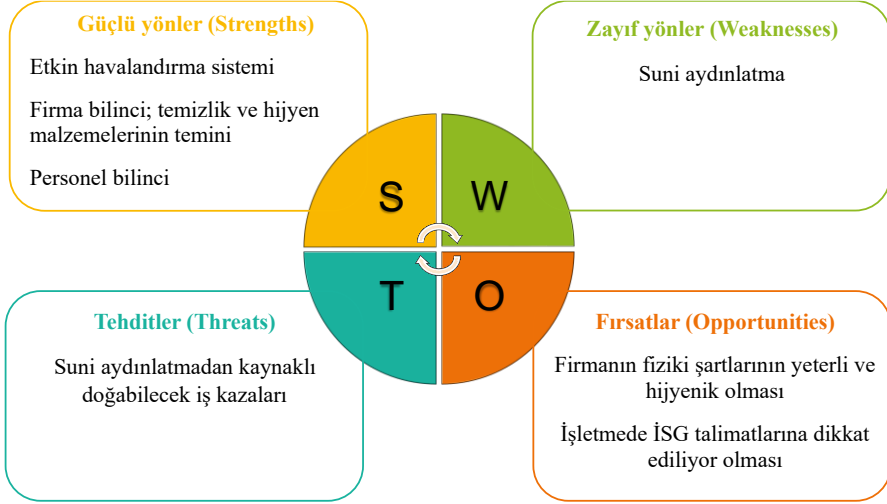 Güçlü yönler (Strengths)
Etkin havalandırma sistemi
Firma bilinci; temizlik ve hijyen
malzemelerinin temini
Personel bilinci
Zayıf yönler (Weaknesses)
Suni aydınlatma
S
W
T
O
Tehditler (Threats)
Suni aydınlatmadan kaynaklı
doğabilecek iş kazaları
Fırsatlar (Opportunities)
Firmanın fiziki şartlarının yeterli ve
hijyenik olması
İşletmede İSG talimatlarına dikkat
ediliyor olması